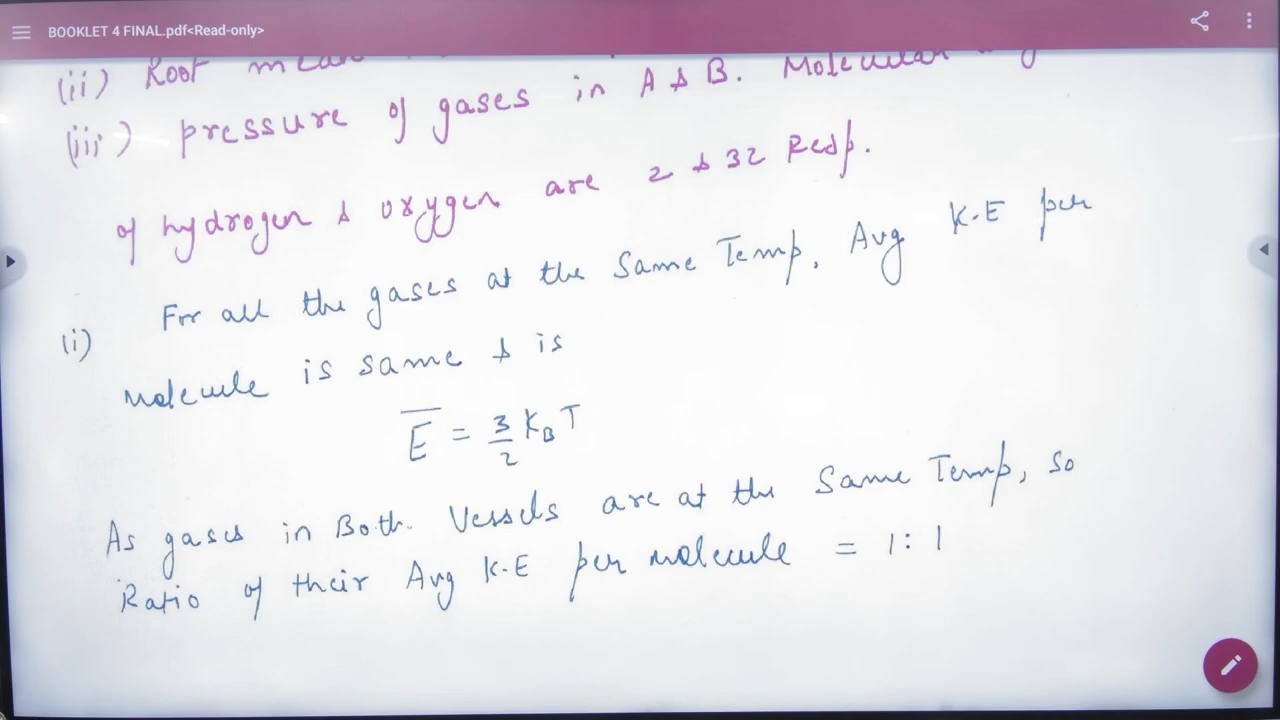 BOOKLET 4 FINAL.pdf<Read-only>
(ii) Root mean
(iii) pressure of gases in A & B. Molecular
of hydrogen & oxygen are 2 & 32 Resp.
(i) For all the gases at the Same Temp, Avg K.E per
molecule is same & is
E̅ = 3/2 K_B T
As gases in Both. Vessels are at the Same Temp, so
Ratio of their Avg K.E per molecule = 1:1